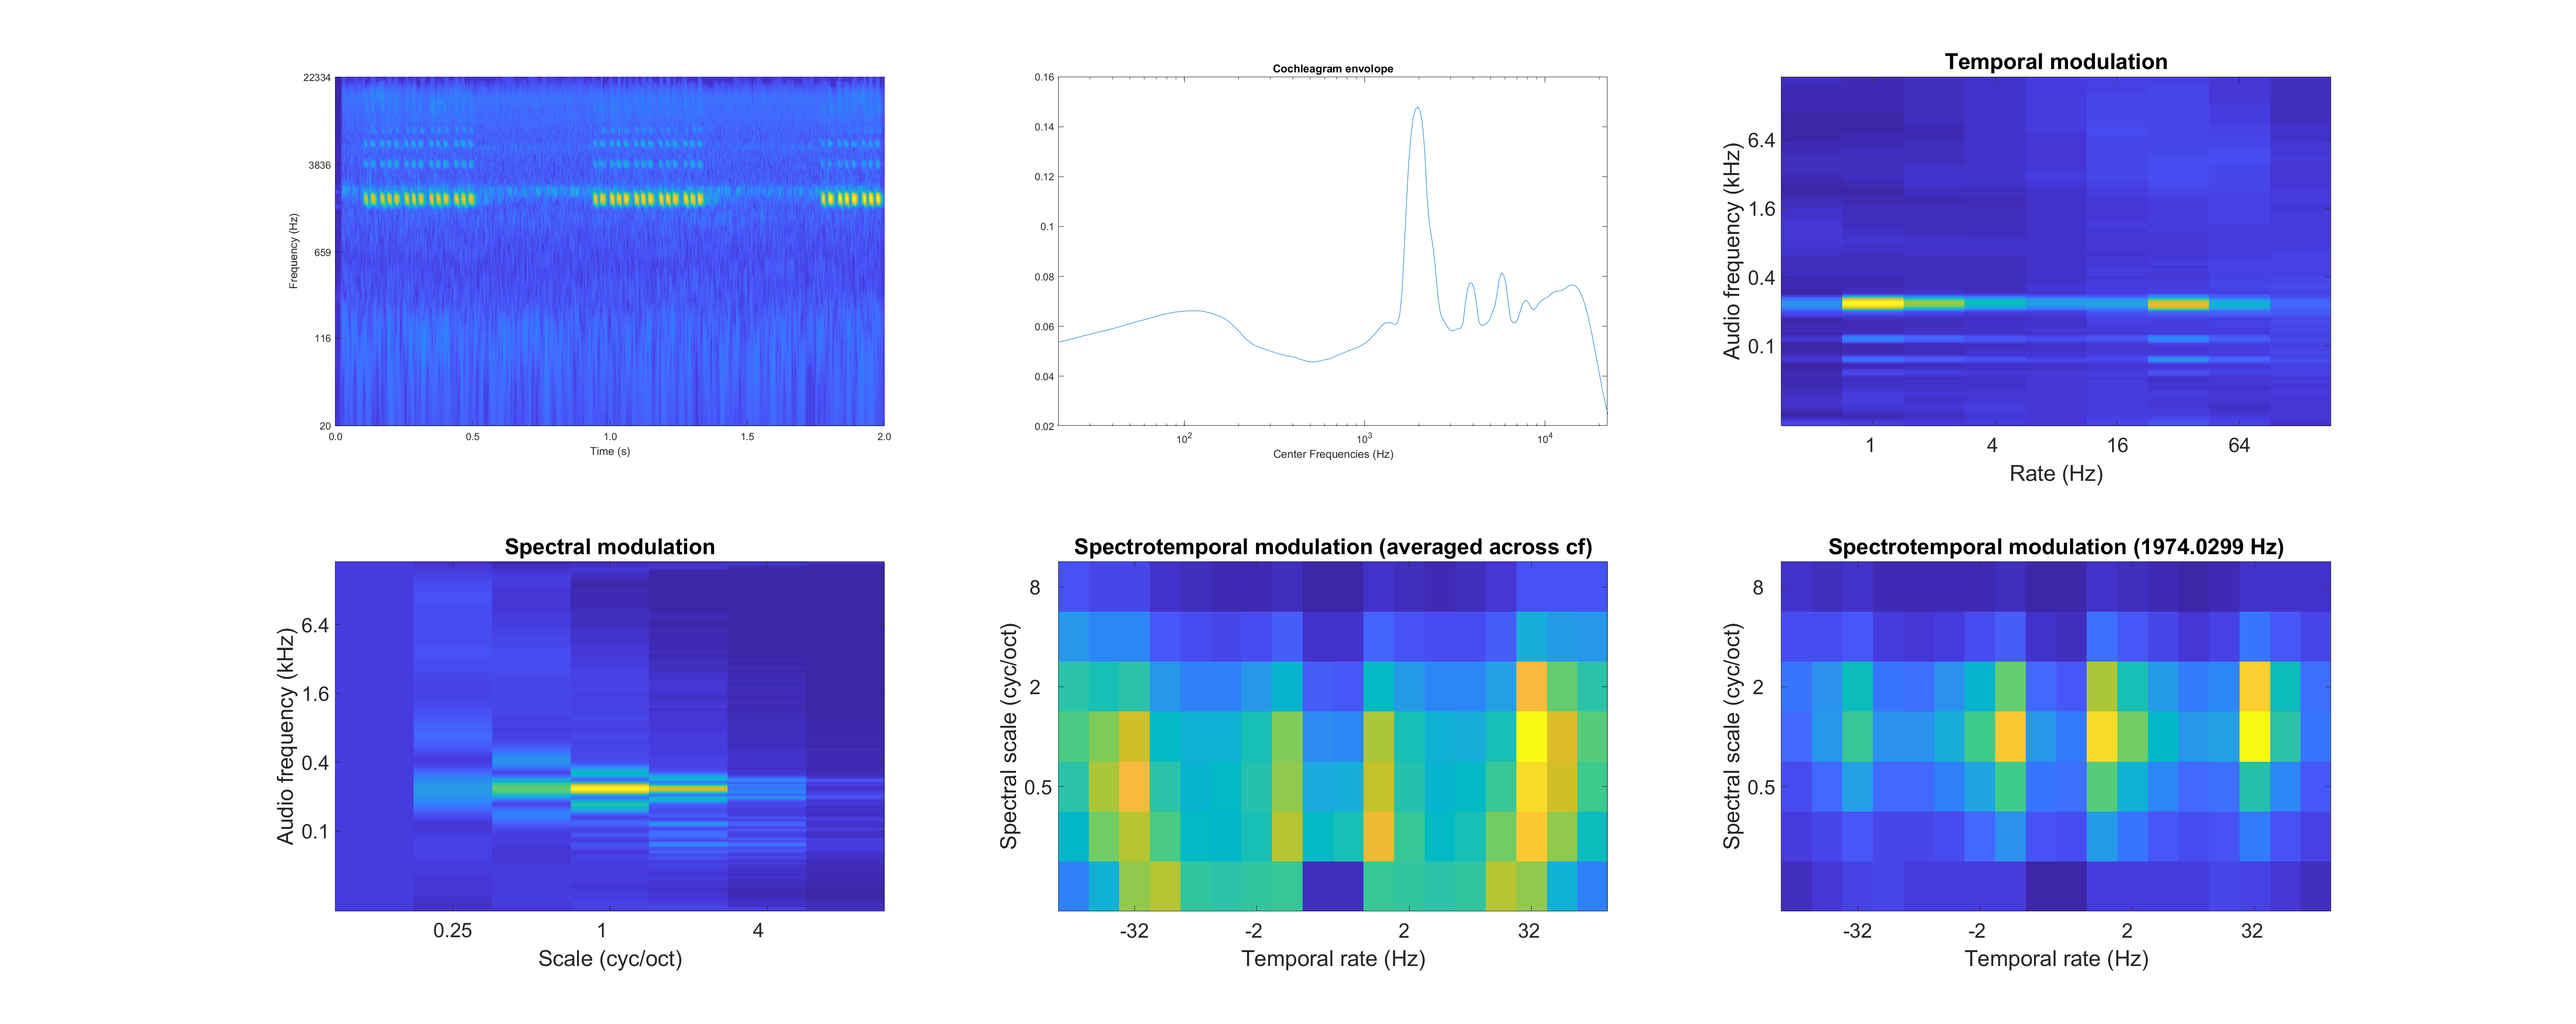 22334
3836
659
116
20
Frequency (Hz)
0.0 0.5 1.0 1.5 2.0
Time (s)
Cochleagram envolope
0.16
0.14
0.12
0.1
0.08
0.06
0.04
0.02
10^2 10^3 10^4
Center Frequencies (Hz)
Temporal modulation
6.4
1.6
0.4
0.1
Audio frequency (kHz)
1 4 16 64
Rate (Hz)
Spectral modulation
6.4
1.6
0.4
0.1
Audio frequency (kHz)
0.25 1 4
Scale (cyc/oct)
Spectrotemporal modulation (averaged across cf)
8
2
0.5
Spectral scale (cyc/oct)
-32 -2 2 32
Temporal rate (Hz)
Spectrotemporal modulation (1974.0299 Hz)
8
2
0.5
Spectral scale (cyc/oct)
-32 -2 2 32
Temporal rate (Hz)